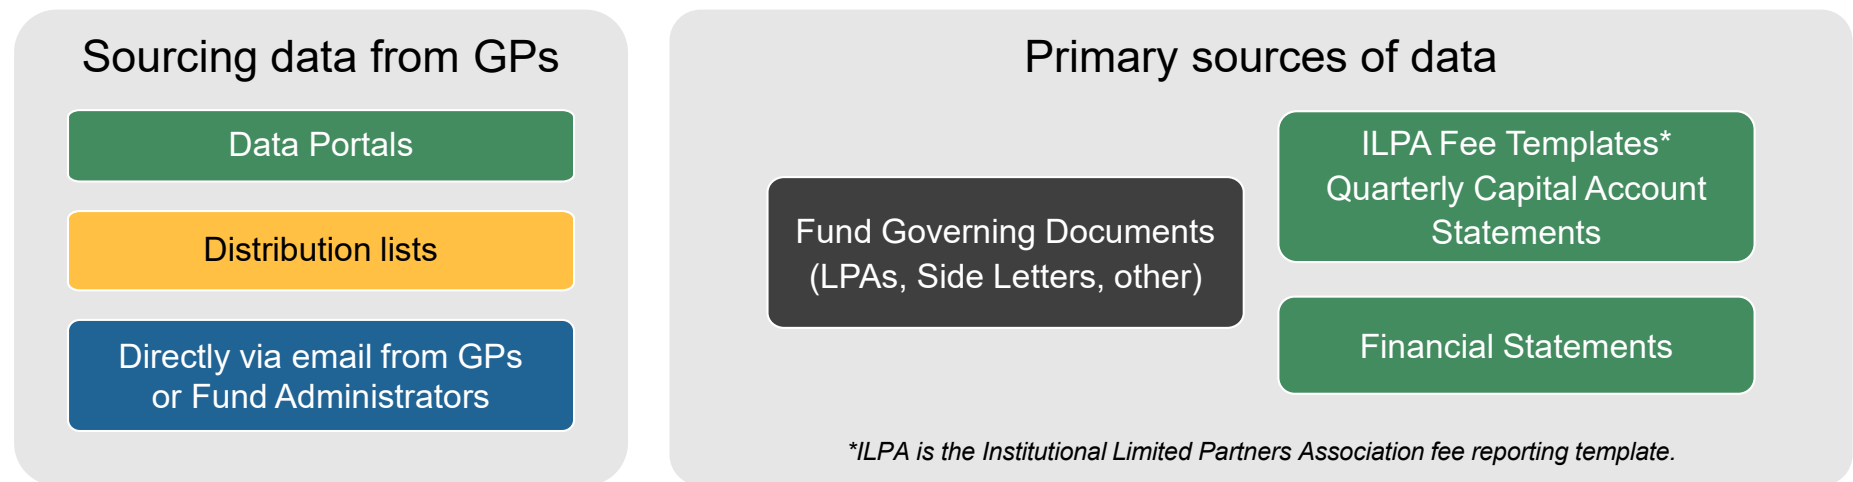 Sourcing data from GPs
Data Portals
Distribution lists
Directly via email from GPs
or Fund Administrators
Primary sources of data
Fund Governing Documents
(LPAs, Side Letters, other)
ILPA Fee Templates*
Quarterly Capital Account
Statements
Financial Statements
*ILPA is the Institutional Limited Partners Association fee reporting template.